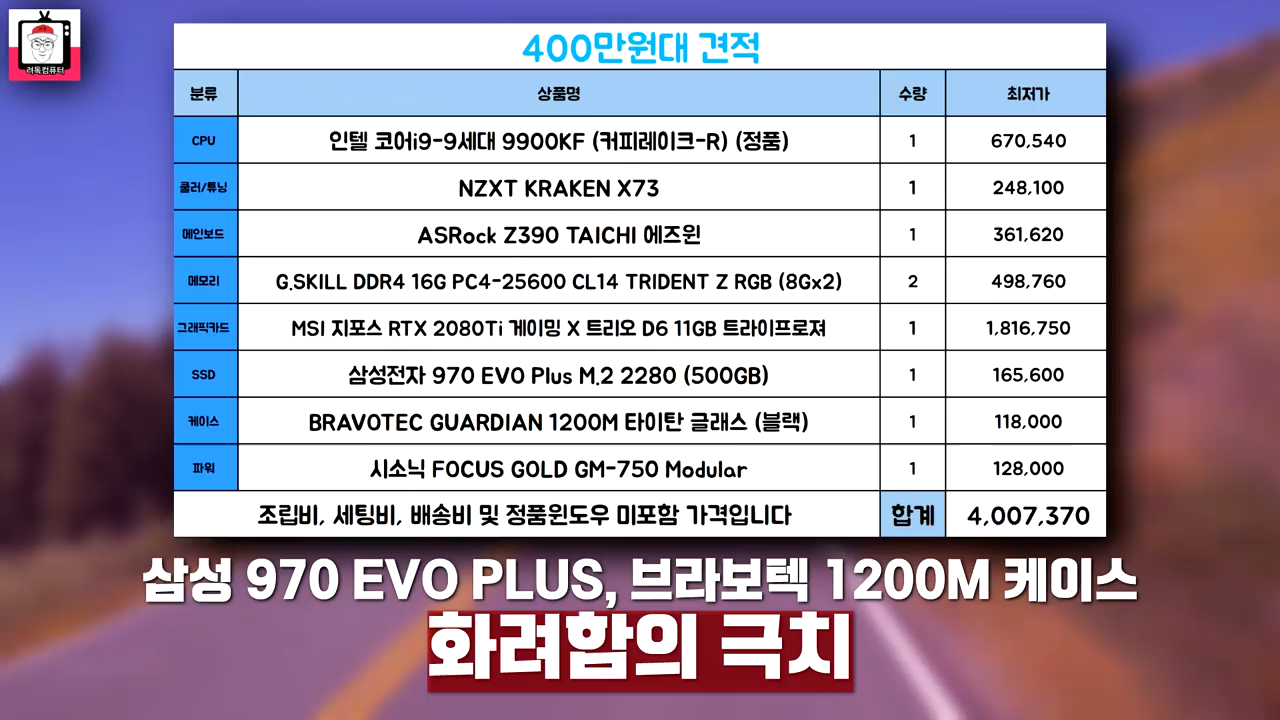 려독컴퓨터
400만원대 견적
분류 상품명 수량 최저가
CPU 인텔 코어i9-9세대 9900KF (커피레이크-R) (정품) 1 670,540
쿨러/튜닝 NZXT KRAKEN X73 1 248,100
메인보드 ASRock Z390 TAICHI 에즈윈 1 361,620
메모리 G.SKILL DDR4 16G PC4-25600 CL14 TRIDENT Z RGB (8Gx2) 2 498,760
그래픽카드 MSI 지포스 RTX 2080Ti 게이밍 X 트리오 D6 11GB 트라이프로져 1 1,816,750
SSD 삼성전자 970 EVO Plus M.2 2280 (500GB) 1 165,600
케이스 BRAVOTEC GUARDIAN 1200M 타이탄 글래스 (블랙) 1 118,000
파워 시소닉 FOCUS GOLD GM-750 Modular 1 128,000
조립비, 세팅비, 배송비 및 정품윈도우 미포함 가격입니다 합계 4,007,370
삼성 970 EVO PLUS, 브라보텍 1200M 케이스
화려함의 극치